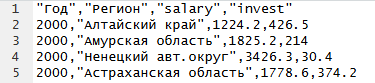 1 "Год","Регион","salary","invest"
2 2000,"Алтайский край",1224.2,426.5
3 2000,"Амурская область",1825.2,214
4 2000,"Ненецкий авт.округ",3426.3,30.4
5 2000,"Астраханская область",1778.6,374.2